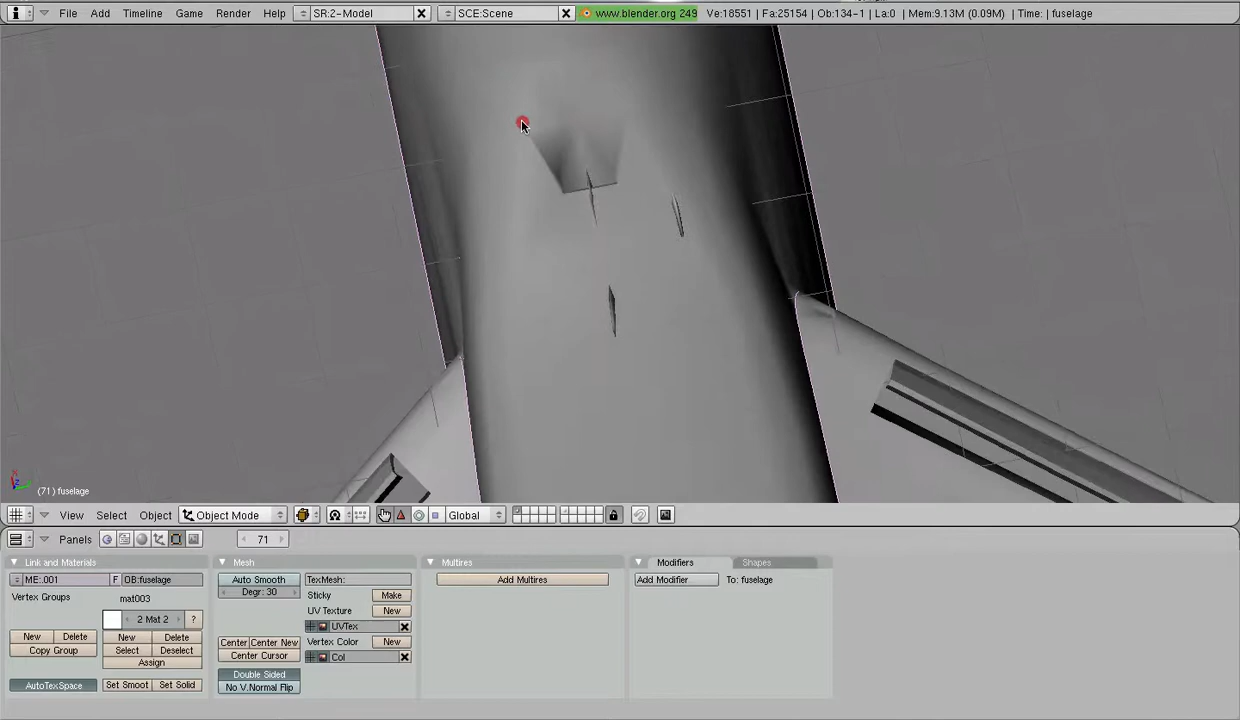 File Add Timeline Game Render Help SR:2-Model SCE:Scene www.blender.org 249 Ve:18551 | Fa:25154 | Ob:134-1 | La:0 | Mem:9.13M (0.09M) | Time: | fuselage
(71) fuselage
View Select Object Object Mode Global
Panels 71
Link and Materials Mesh Multires Modifiers Shapes
ME:.001 F OB:fuselage Auto Smooth TexMesh: Add Multires Add Modifier To: fuselage
Vertex Groups mat003 Degr: 30 Sticky Make
UV Texture New
2 Mat 2 ? UVTex
New Delete New Delete Center Center New Vertex Color New
Copy Group Select Deselect Center Cursor Col
Assign
Double Sided
AutoTexSpace Set Smoot Set Solid No V.Normal Flip